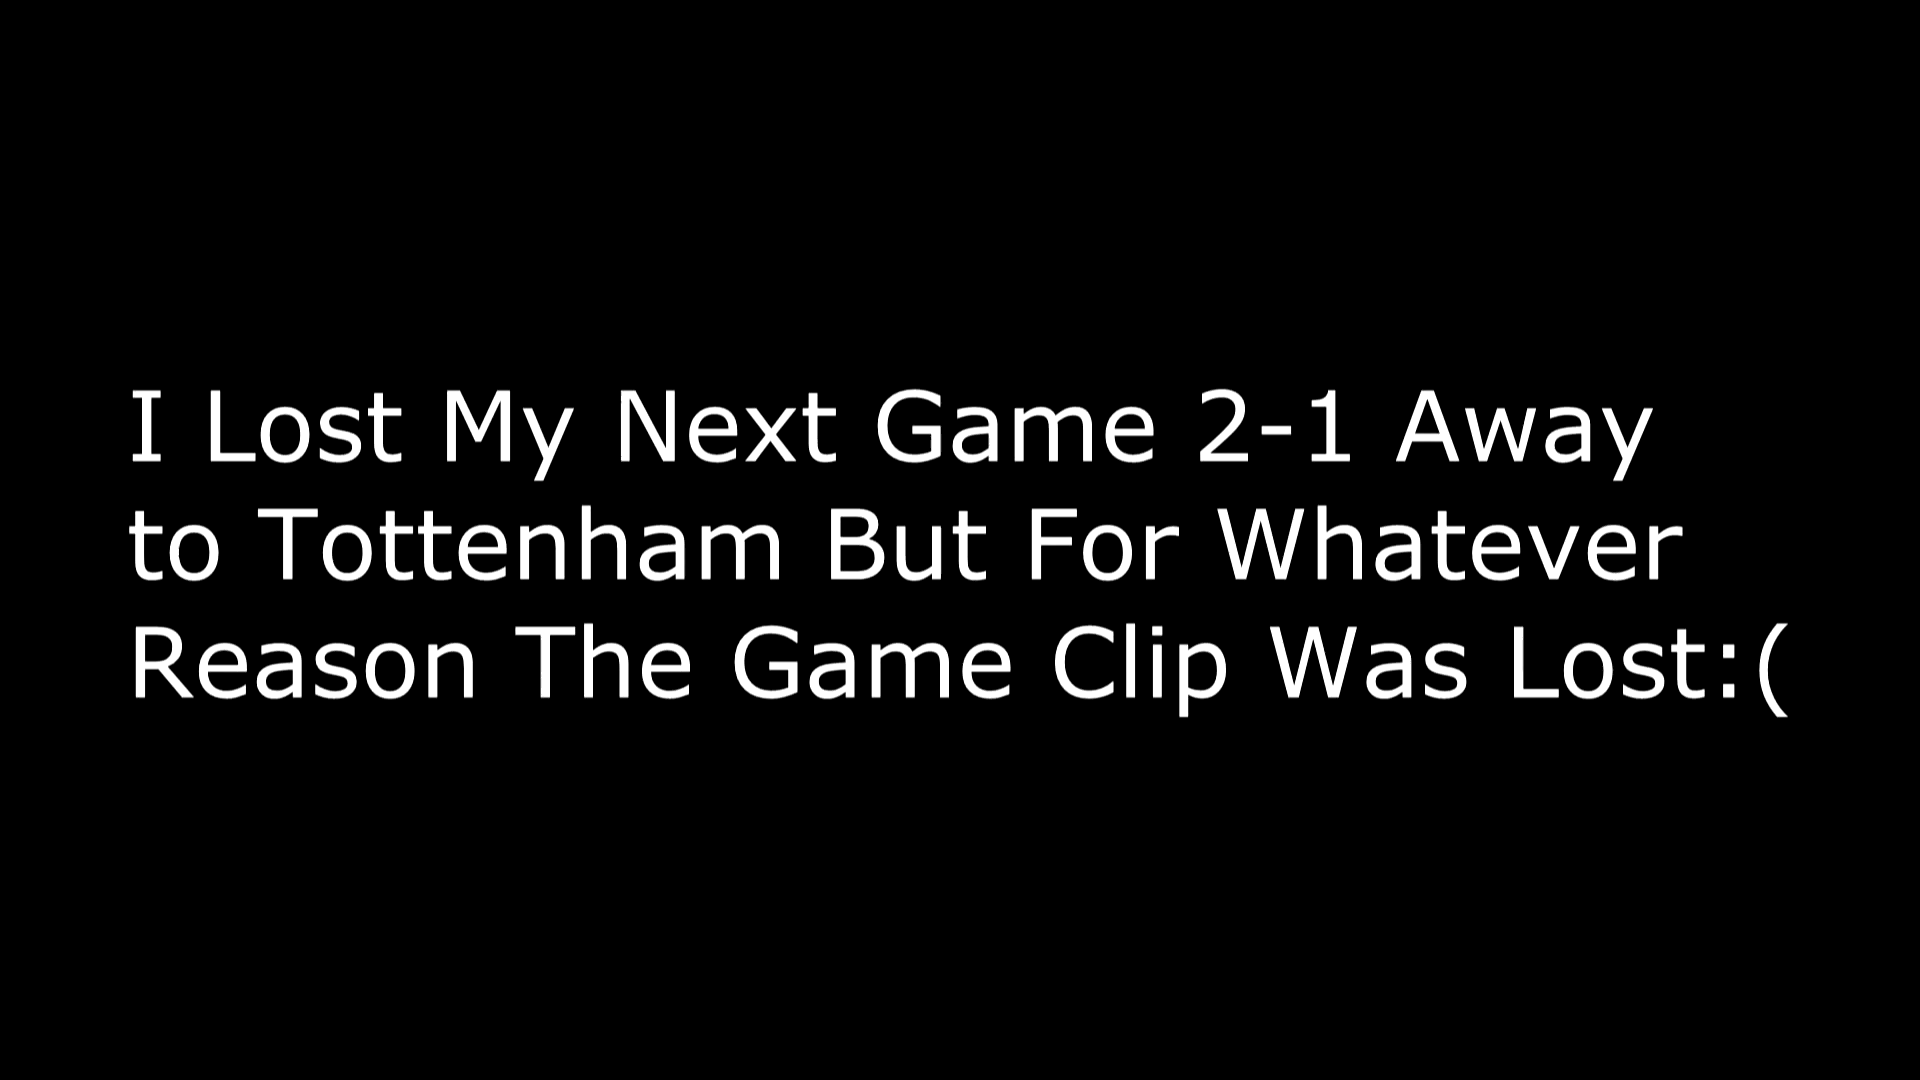 I Lost My Next Game 2-1 Away
to Tottenham But For Whatever
Reason The Game Clip Was Lost:(